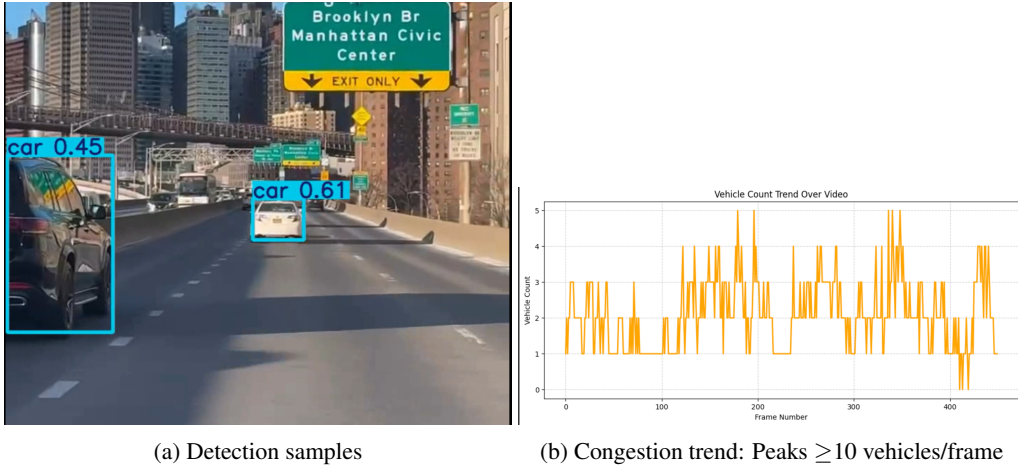 Brooklyn Br
Manhattan Civic
Center
EXIT ONLY
car 0.45
car 0.61
(a) Detection samples
Vehicle Count Trend Over Video
Vehicle Count
5
4
3
2
1
0
0 100 200 300 400
Frame Number
(b) Congestion trend: Peaks ≥10 vehicles/frame